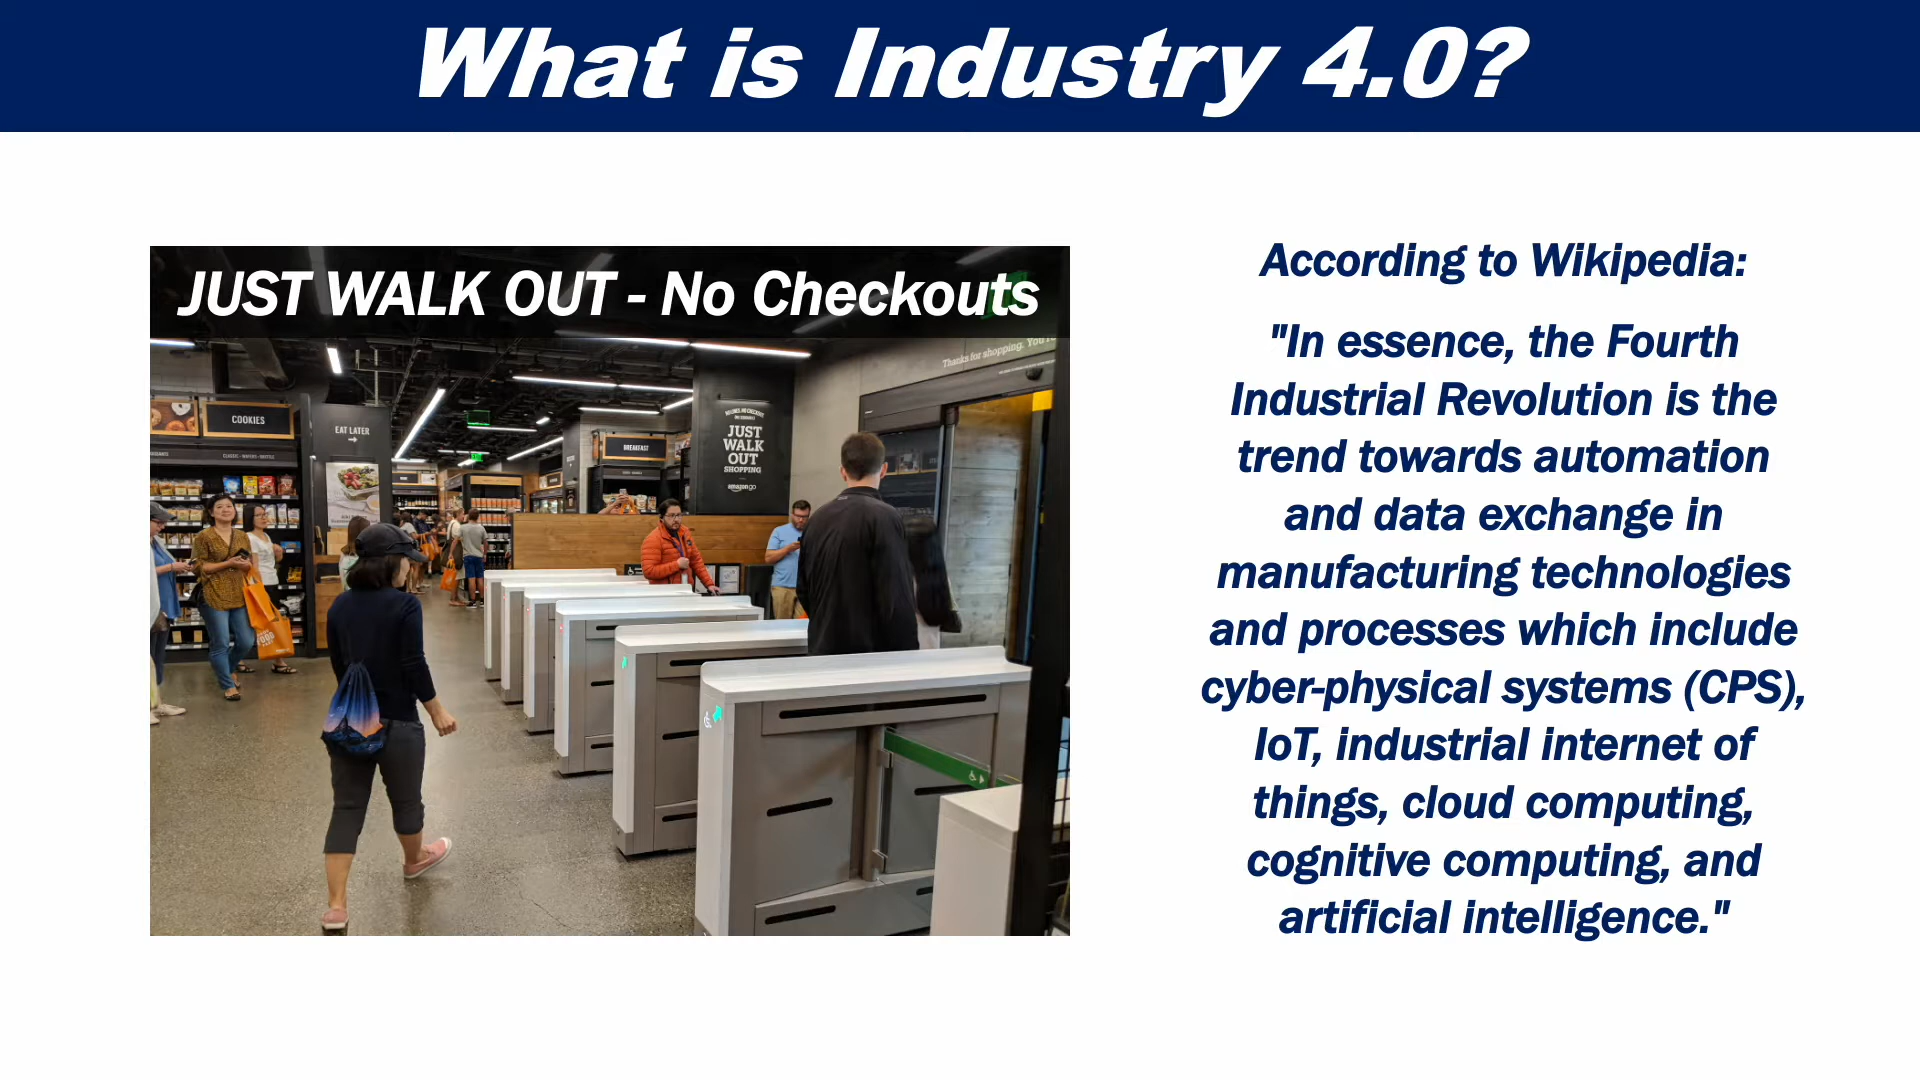 What is Industry 4.0?
JUST WALK OUT - No Checkouts
Thanks for shopping.
COOKIES
EAT LATER
BREAKFAST
JUST
WALK
OUT
SHOPPING
amazon go
According to Wikipedia:
"In essence, the Fourth
Industrial Revolution is the
trend towards automation
and data exchange in
manufacturing technologies
and processes which include
cyber-physical systems (CPS),
IoT, industrial internet of
things, cloud computing,
cognitive computing, and
artificial intelligence."